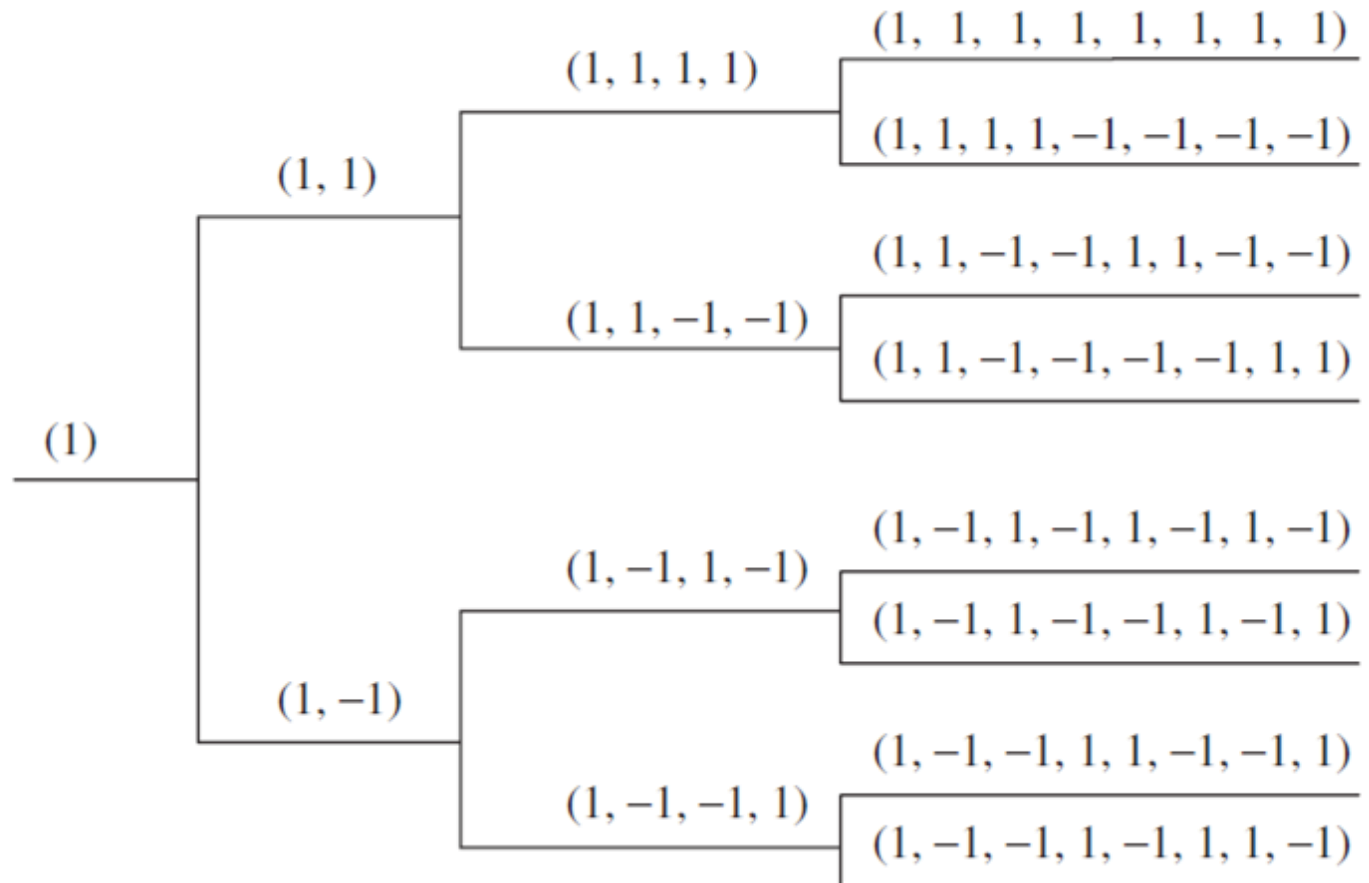 (1)
(1, 1)
(1, −1)
(1, 1, 1, 1)
(1, 1, −1, −1)
(1, −1, 1, −1)
(1, −1, −1, 1)
(1, 1, 1, 1, 1, 1, 1, 1)
(1, 1, 1, 1, −1, −1, −1, −1)
(1, 1, −1, −1, 1, 1, −1, −1)
(1, 1, −1, −1, −1, −1, 1, 1)
(1, −1, 1, −1, 1, −1, 1, −1)
(1, −1, 1, −1, −1, 1, −1, 1)
(1, −1, −1, 1, 1, −1, −1, 1)
(1, −1, −1, 1, −1, 1, 1, −1)